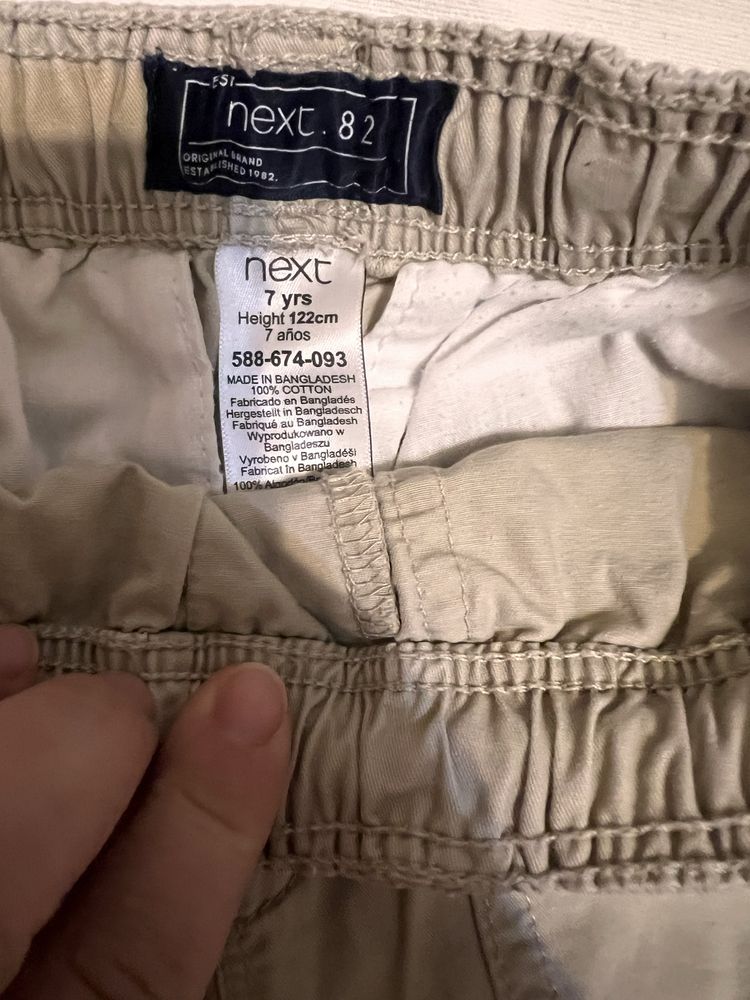 EST
next. 82
ORIGINAL BRAND
ESTABLISHED 1982.
next
7 yrs
Height 122cm
7 años
588-674-093
MADE IN BANGLADESH
100% COTTON
Fabricado en Bangladés
Hergestellt in Bangladesch
Fabriqué au Bangladesh
Wyprodukowano w
Bangladeszu
Vyrobeno v Bangladéši
Fabricat în Bangladesh
100%